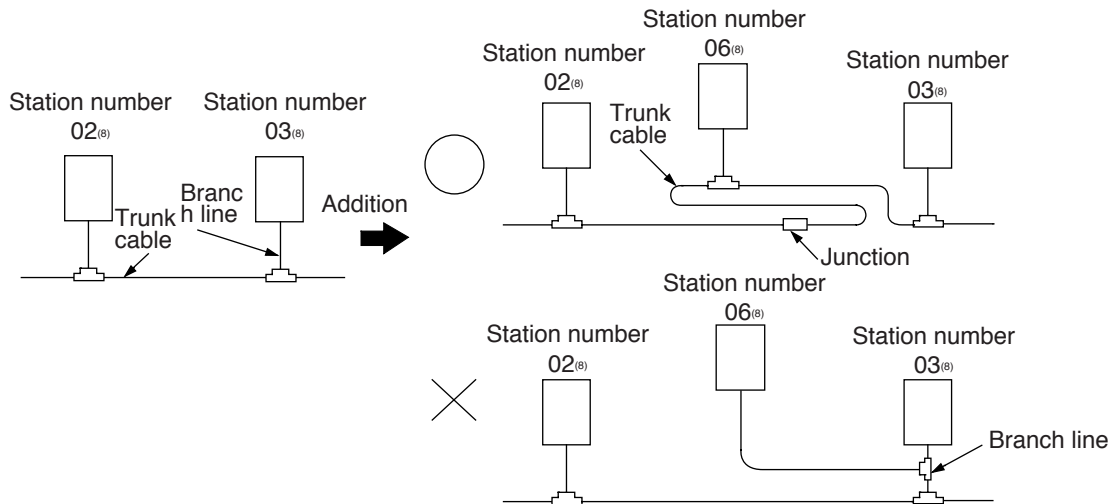 Station number
02(8)
Station number
03(8)
Trunk
cable
Branc
h line
Addition
Station number
02(8)
Station number
06(8)
Station number
03(8)
Trunk
cable
Junction
Station number
02(8)
Station number
06(8)
Station number
03(8)
Branch line